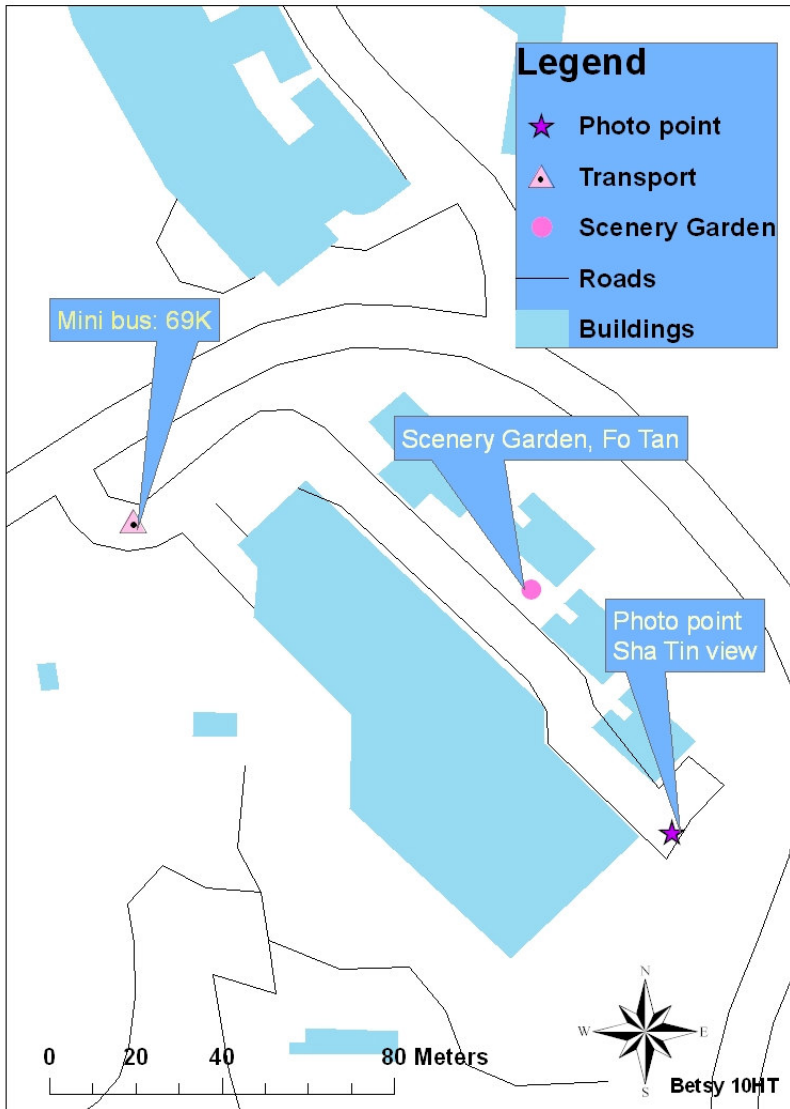 Legend
Photo point
Transport
Scenery Garden
Roads
Buildings
Mini bus: 69K
Scenery Garden, Fo Tan
Photo point
Sha Tin view
N
W E
S
0 20 40 80 Meters
Betsy 10HT